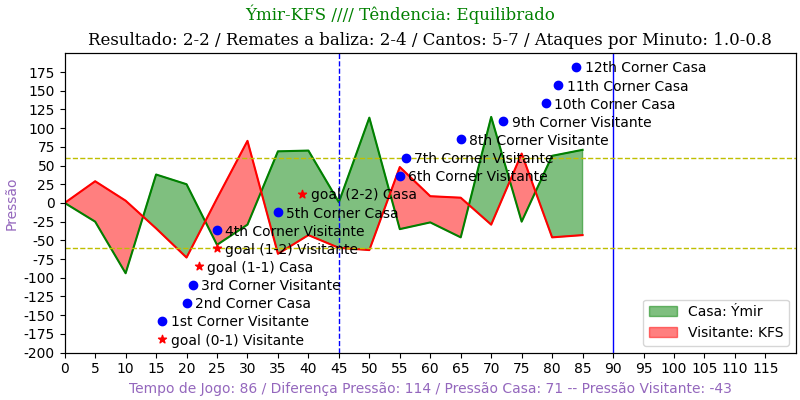 Ýmir-KFS //// Têndencia: Equilibrado
Resultado: 2-2 / Remates a baliza: 2-4 / Cantos: 5-7 / Ataques por Minuto: 1.0-0.8
Pressão
175
150
125
100
75
50
25
0
-25
-50
-75
-100
-125
-150
-175
-200
12th Corner Casa
11th Corner Casa
10th Corner Casa
9th Corner Visitante
8th Corner Visitante
7th Corner Visitante
6th Corner Visitante
goal (2-2) Casa
5th Corner Casa
4th Corner Visitante
goal (1-2) Visitante
goal (1-1) Casa
3rd Corner Visitante
2nd Corner Casa
1st Corner Visitante
goal (0-1) Visitante
Casa: Ýmir
Visitante: KFS
0 5 10 15 20 25 30 35 40 45 50 55 60 65 70 75 80 85 90 95 100 105 110 115
Tempo de Jogo: 86 / Diferença Pressão: 114 / Pressão Casa: 71 -- Pressão Visitante: -43